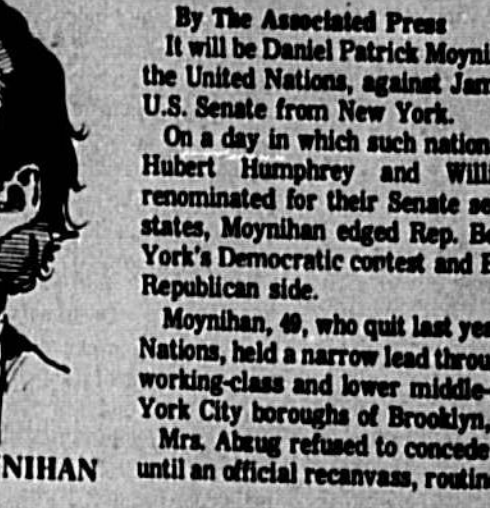 By The Associated Press
It will be Daniel Patrick Moyni
the United Nations, against Jam
U.S. Senate from New York.
On a day in which such nation
Hubert Humphrey and Willi
renominated for their Senate se
states, Moynihan edged Rep. Be
York's Democratic contest and
Republican side.
Moynihan, 49, who quit last yea
Nations, held a narrow lead throu
working-class and lower middle-
York City boroughs of Brooklyn,
Mrs. Abzug refused to concede
until an official recanvass, routin
NIHAN